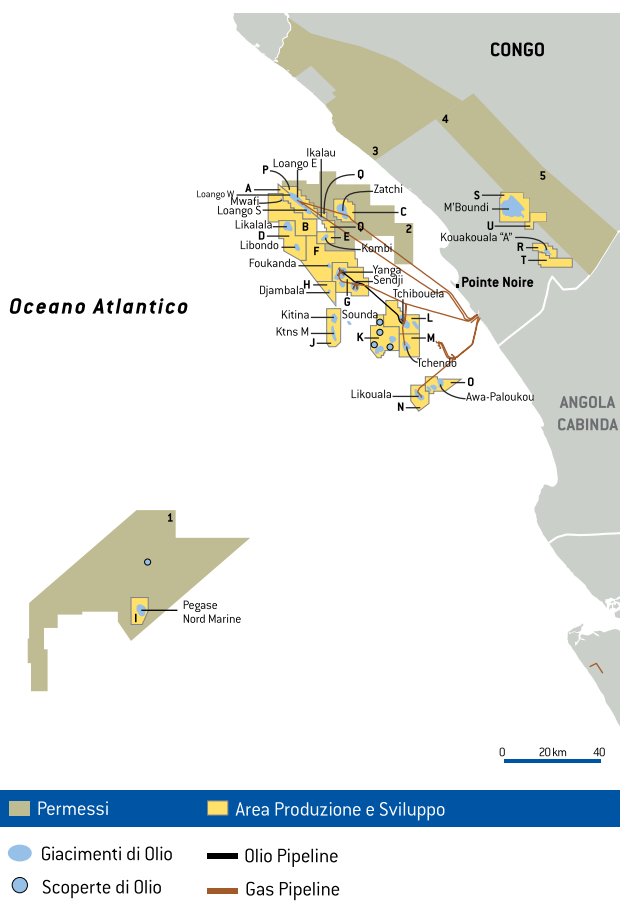 CONGO
4
3
Ikalau
Loango E
P
Q
5
A
Zatchi
S
Loango W
Mwafi
C
M'Boundi
Loango S
Likalala
B
Q
2
U
D
E
Kouakouala "A"
Libondo
F
Kombi
R
Foukanda
Yanga
T
H
Sendji
Pointe Noire
Djambala
G
Tchibouela
Oceano Atlantico
Kitina
Sounda
L
Ktns M
K
M
J
Tchendo
O
Likouala
Awa-Paloukou
N
ANGOLA
CABINDA
1
Pegase
I
Nord Marine
0 20 km 40
Permessi
Area Produzione e Sviluppo
Giacimenti di Olio
Olio Pipeline
Scoperte di Olio
Gas Pipeline